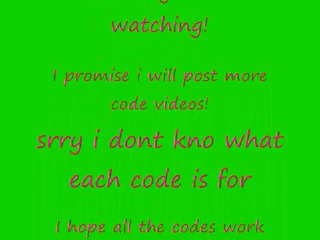 watching!
I promise i will post more
code videos!
srry i dont kno what
each code is for
I hope all the codes work